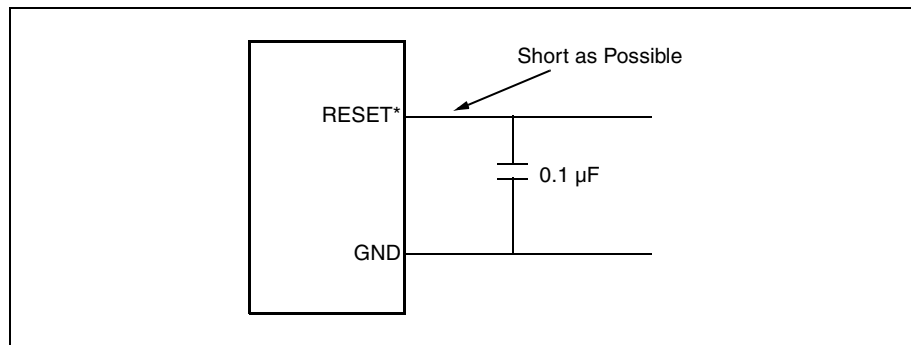 Short as Possible
RESET*
0.1 µF
GND